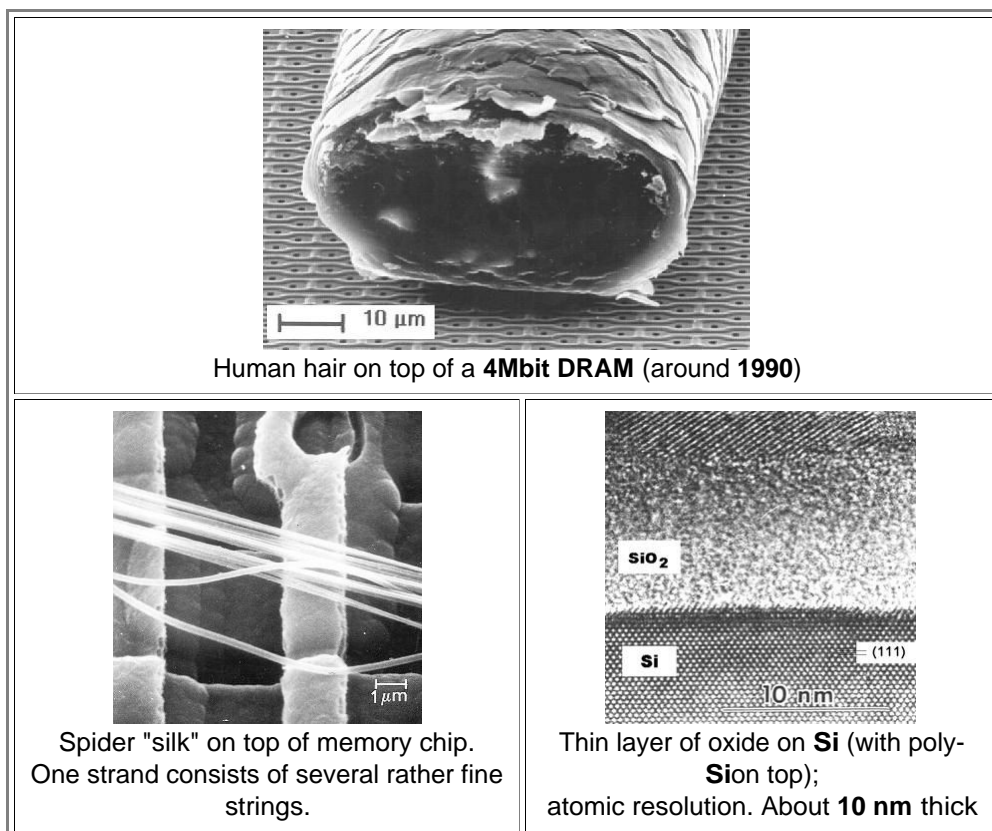 10 μm
Human hair on top of a 4Mbit DRAM (around 1990)
1μm
Spider "silk" on top of memory chip.
One strand consists of several rather fine
strings.
SiO2
Si
(111)
10 nm
Thin layer of oxide on Si (with poly-
Sion top);
atomic resolution. About 10 nm thick